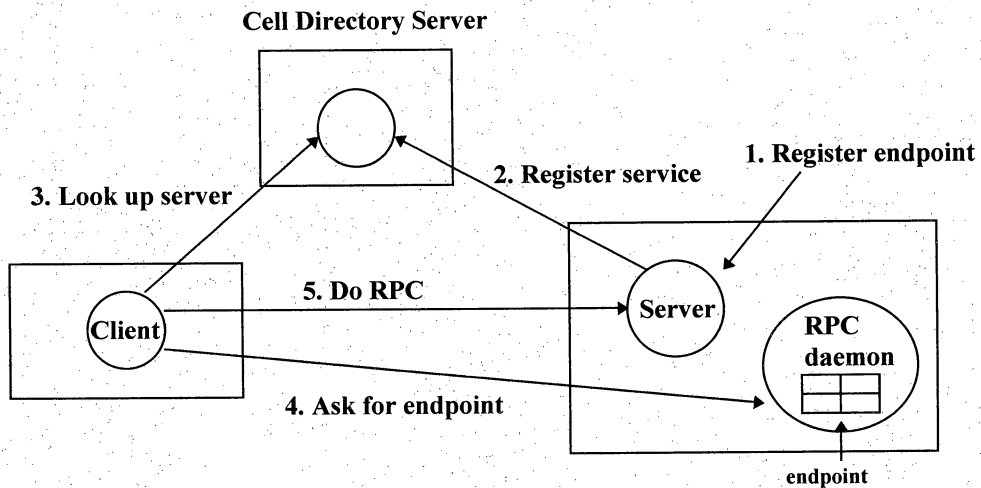 Cell Directory Server
1. Register endpoint
2. Register service
3. Look up server
5. Do RPC
Client
Server
RPC
daemon
4. Ask for endpoint
endpoint